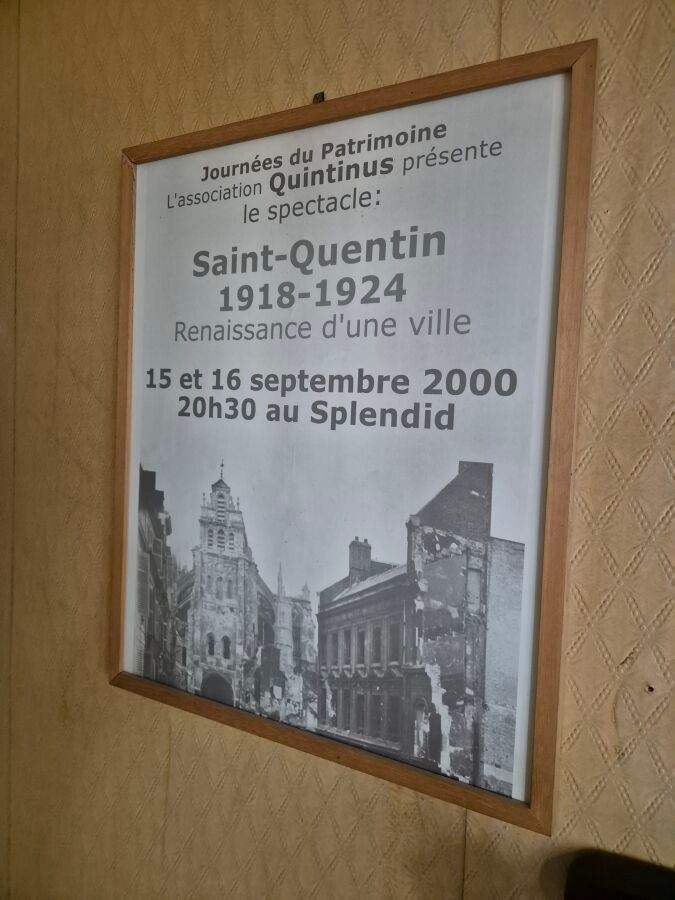 Journées du Patrimoine
L'association Quintinus présente
le spectacle:
Saint-Quentin
1918-1924
Renaissance d'une ville
15 et 16 septembre 2000
20h30 au Splendid